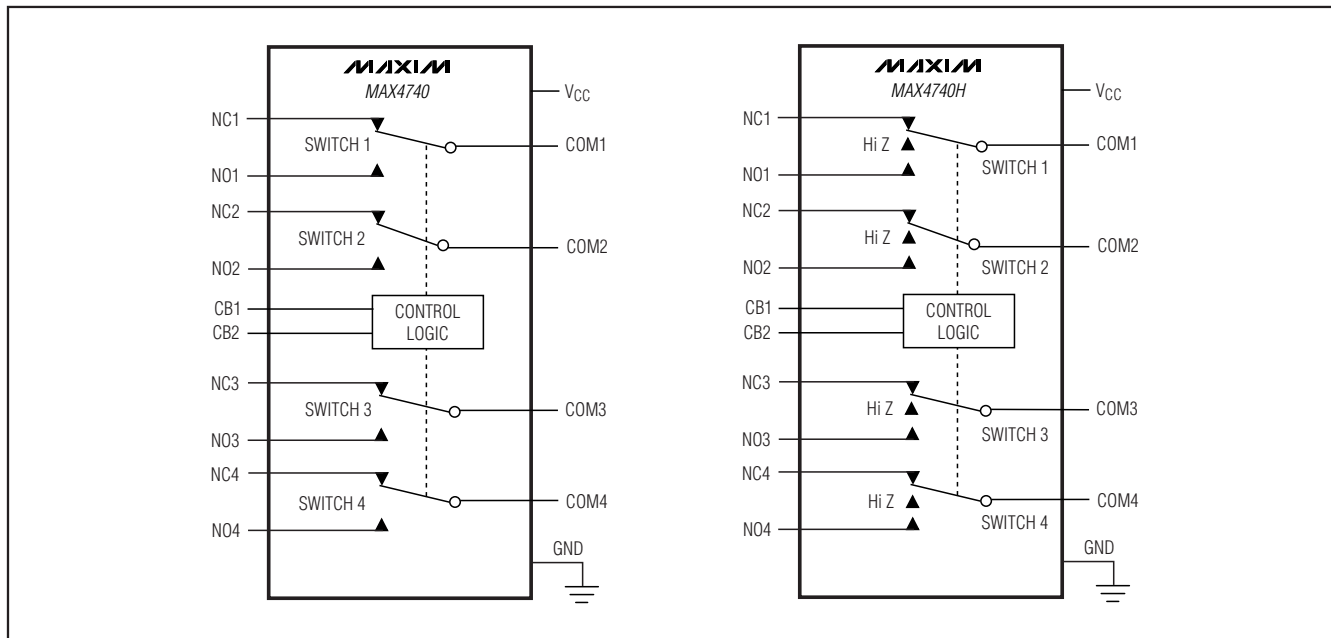 MAXIM
MAX4740
VCC
NC1
SWITCH 1
COM1
NO1
NC2
SWITCH 2
COM2
NO2
CB1
CB2
CONTROL
LOGIC
NC3
SWITCH 3
COM3
NO3
NC4
SWITCH 4
COM4
NO4
GND
MAXIM
MAX4740H
VCC
NC1
Hi Z
COM1
SWITCH 1
NO1
NC2
Hi Z
COM2
SWITCH 2
NO2
CB1
CB2
CONTROL
LOGIC
NC3
Hi Z
COM3
SWITCH 3
NO3
NC4
Hi Z
COM4
SWITCH 4
NO4
GND